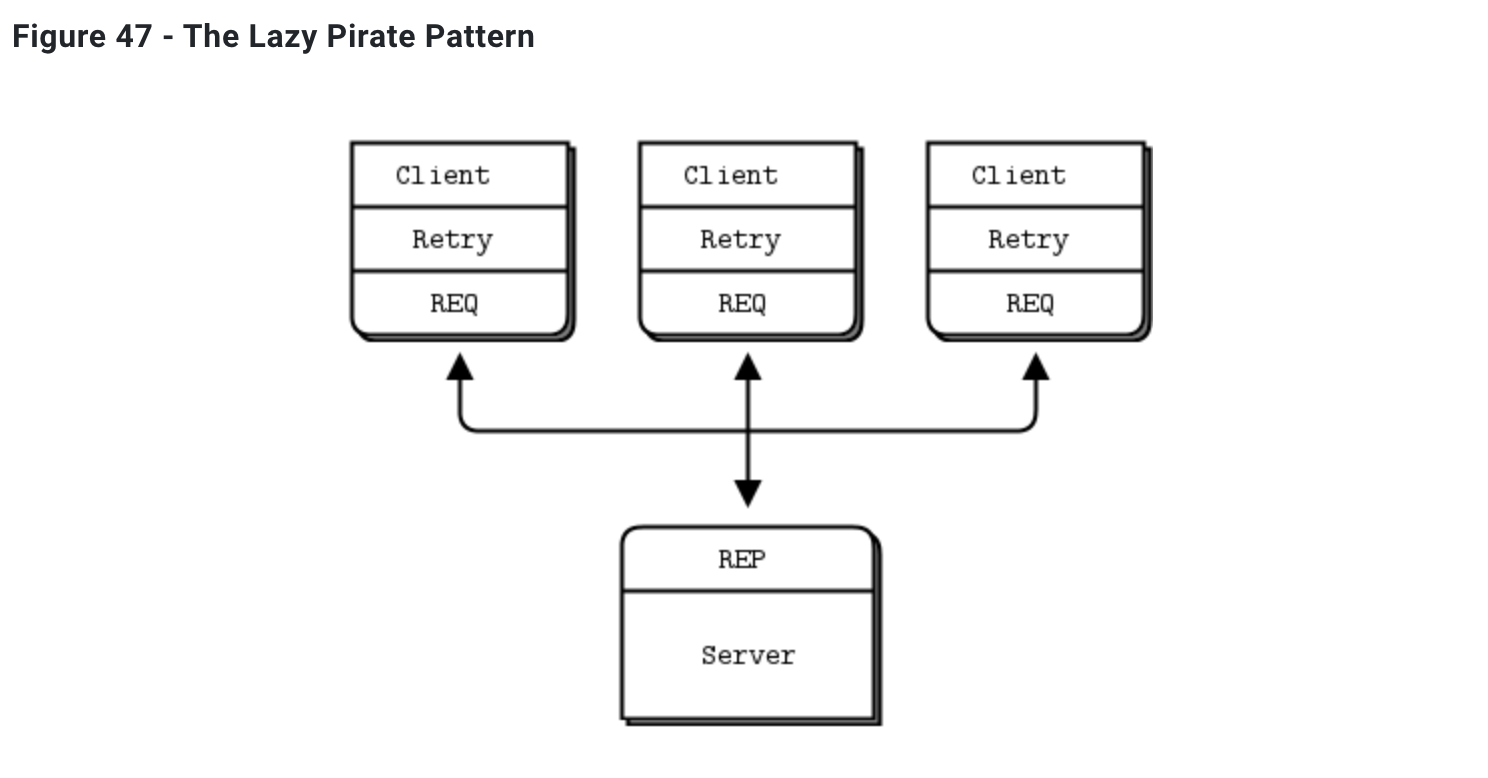 Figure 47 - The Lazy Pirate Pattern
Client Client Client
Retry Retry Retry
REQ REQ REQ
REP
Server